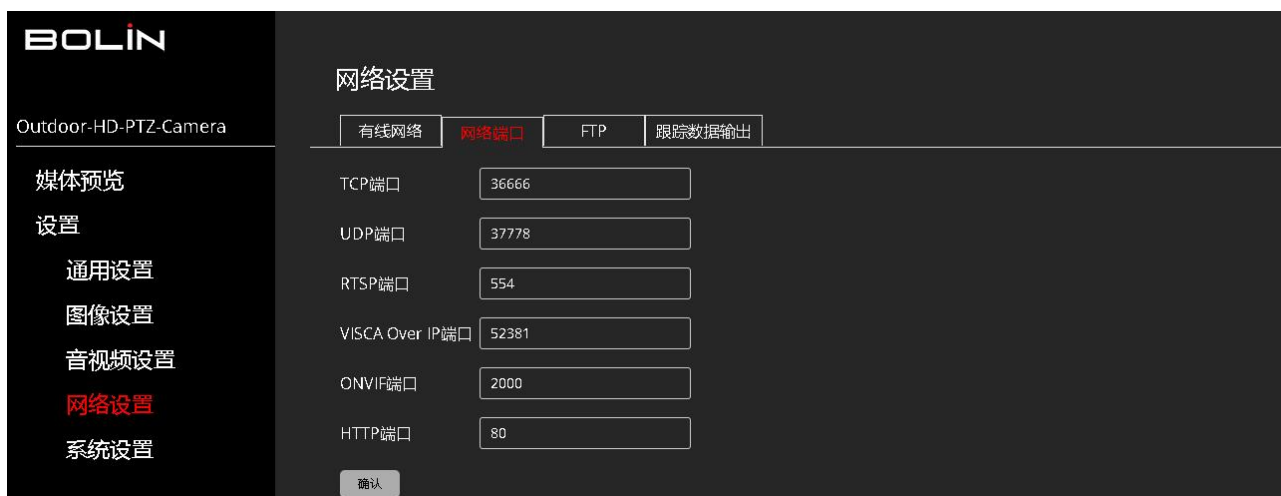 BOLIN
Outdoor-HD-PTZ-Camera
媒体预览
设置
通用设置
图像设置
音视频设置
网络设置
系统设置
网络设置
有线网络 网络端口 FTP 跟踪数据输出
TCP端口 36666
UDP端口 37778
RTSP端口 554
VISCA Over IP端口 52381
ONVIF端口 2000
HTTP端口 80
确认